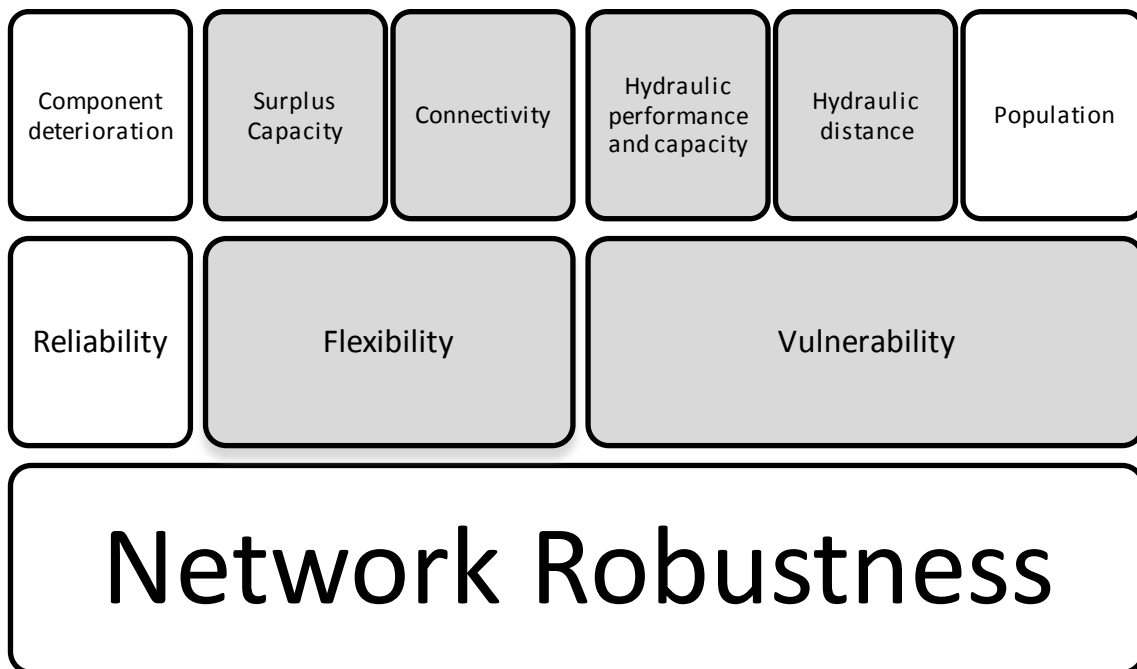 Component
deterioration
Surplus
Capacity
Connectivity
Hydraulic
performance
and capacity
Hydraulic
distance
Population
Reliability
Flexibility
Vulnerability
Network Robustness